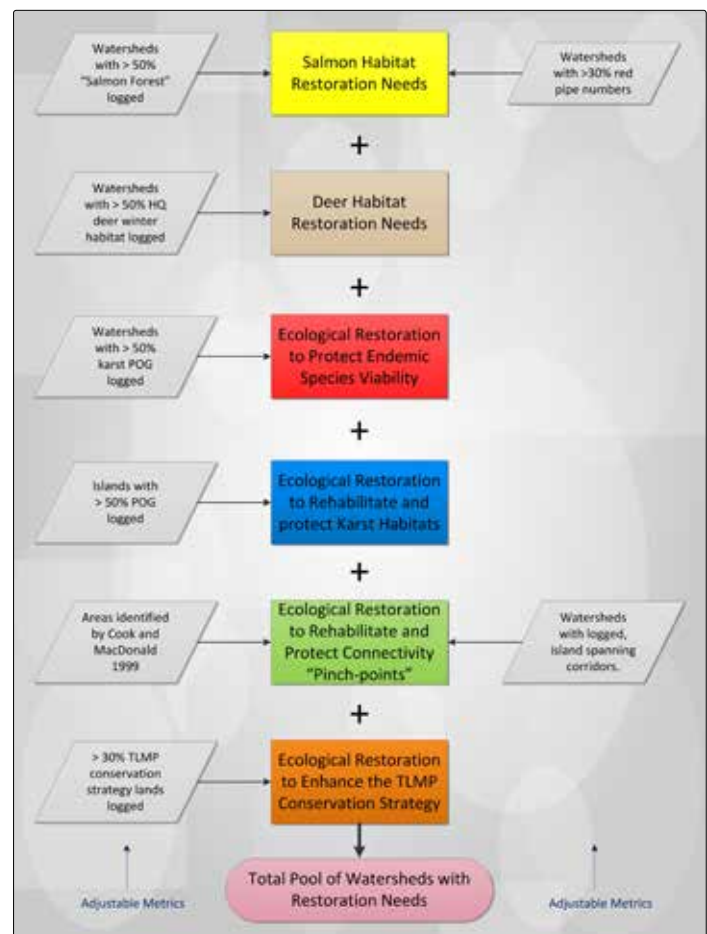 Watersheds
with > 50%
"Salmon Forest"
logged
Salmon Habitat
Restoration Needs
Watersheds
with >30% red
pipe numbers
+
Watersheds
with > 50% HQ
deer winter
habitat logged
Deer Habitat
Restoration Needs
+
Watersheds
with > 50%
karst POG
logged
Ecological Restoration
to Protect Endemic
Species Viability
+
Islands with
> 50% POG
logged
Ecological Restoration
to Rehabilitate and
protect Karst Habitats
+
Areas identified
by Cook and
MacDonald
1999
Ecological Restoration
to Rehabilitate and
Protect Connectivity
"Pinch-points"
Watersheds
with logged,
Island spanning
corridors.
+
> 30% TLMP
conservation
strategy lands
logged
Ecological Restoration
to Enhance the TLMP
Conservation Strategy
Total Pool of Watersheds with
Restoration Needs
Adjustable Metrics
Adjustable Metrics